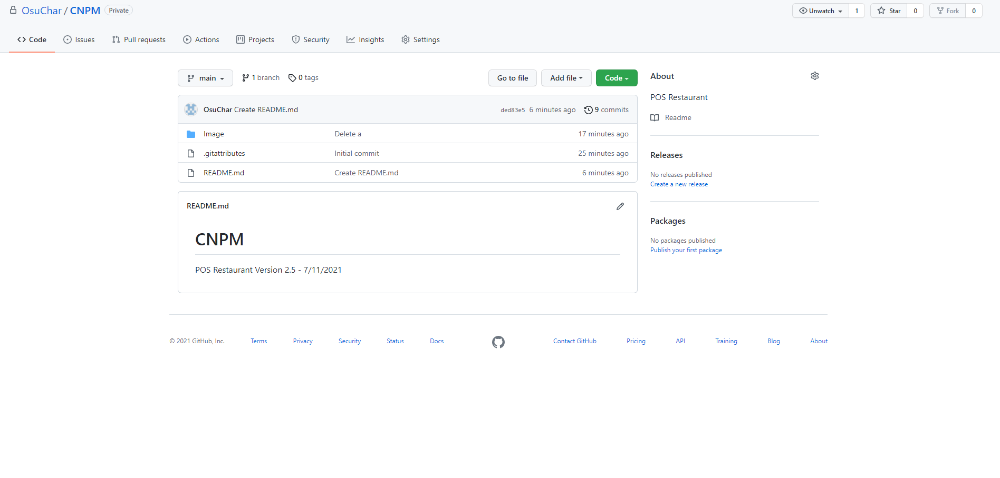 OsuChar / CNPM Private Unwatch 1 Star 0 Fork 0
Code Issues Pull requests Actions Projects Security Insights Settings
main 1 branch 0 tags Go to file Add file Code
OsuChar Create README.md ded83e5 6 minutes ago 9 commits
Image Delete a 17 minutes ago
.gitattributes Initial commit 25 minutes ago
README.md Create README.md 6 minutes ago
README.md
CNPM
POS Restaurant Version 2.5 - 7/11/2021
About
POS Restaurant
Readme
Releases
No releases published
Create a new release
Packages
No packages published
Publish your first package
© 2021 GitHub, Inc. Terms Privacy Security Status Docs Contact GitHub Pricing API Training Blog About